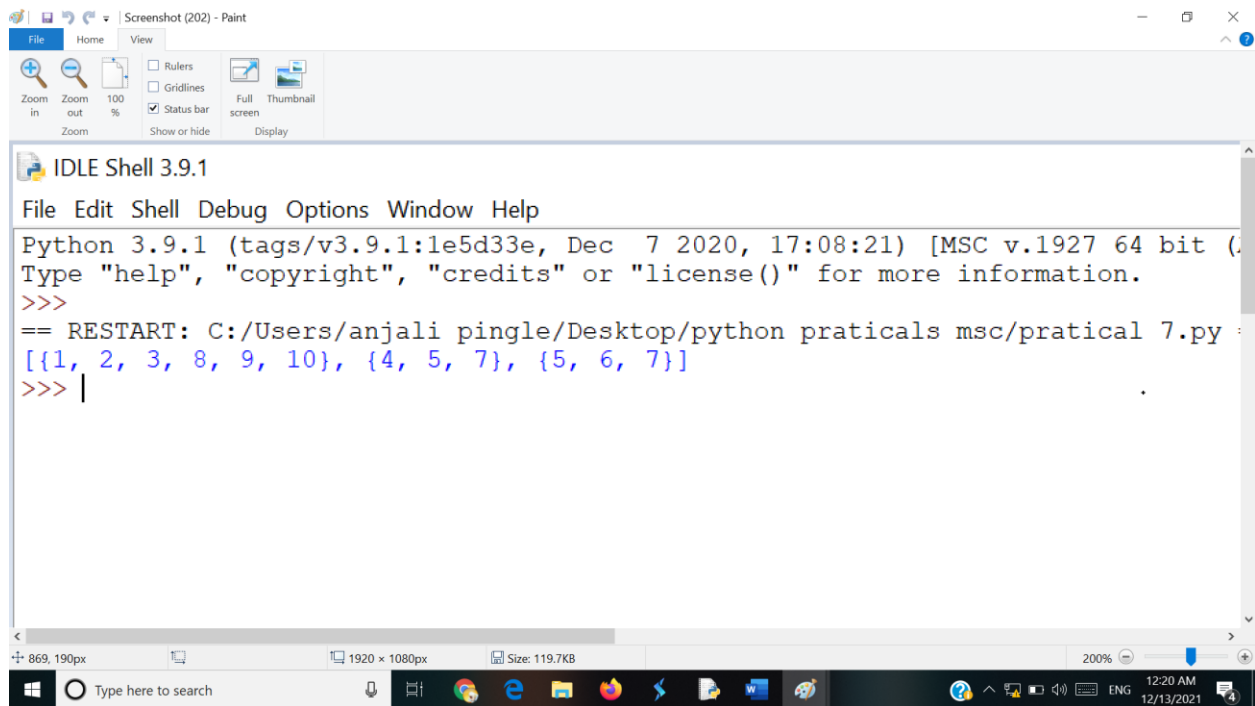 Screenshot (202) - Paint
File Home View
Rulers
Gridlines
Status bar
Zoom in
Zoom out
100 %
Full screen
Thumbnail
Zoom
Show or hide
Display
IDLE Shell 3.9.1
File Edit Shell Debug Options Window Help
Python 3.9.1 (tags/v3.9.1:1e5d33e, Dec 7 2020, 17:08:21) [MSC v.1927 64 bit (
Type "help", "copyright", "credits" or "license()" for more information.
>>>
== RESTART: C:/Users/anjali pingle/Desktop/python praticals msc/pratical 7.py =
[{1, 2, 3, 8, 9, 10}, {4, 5, 7}, {5, 6, 7}]
>>>
869, 190px 1920 × 1080px Size: 119.7KB 200%
Type here to search ENG 12:20 AM
12/13/2021 4